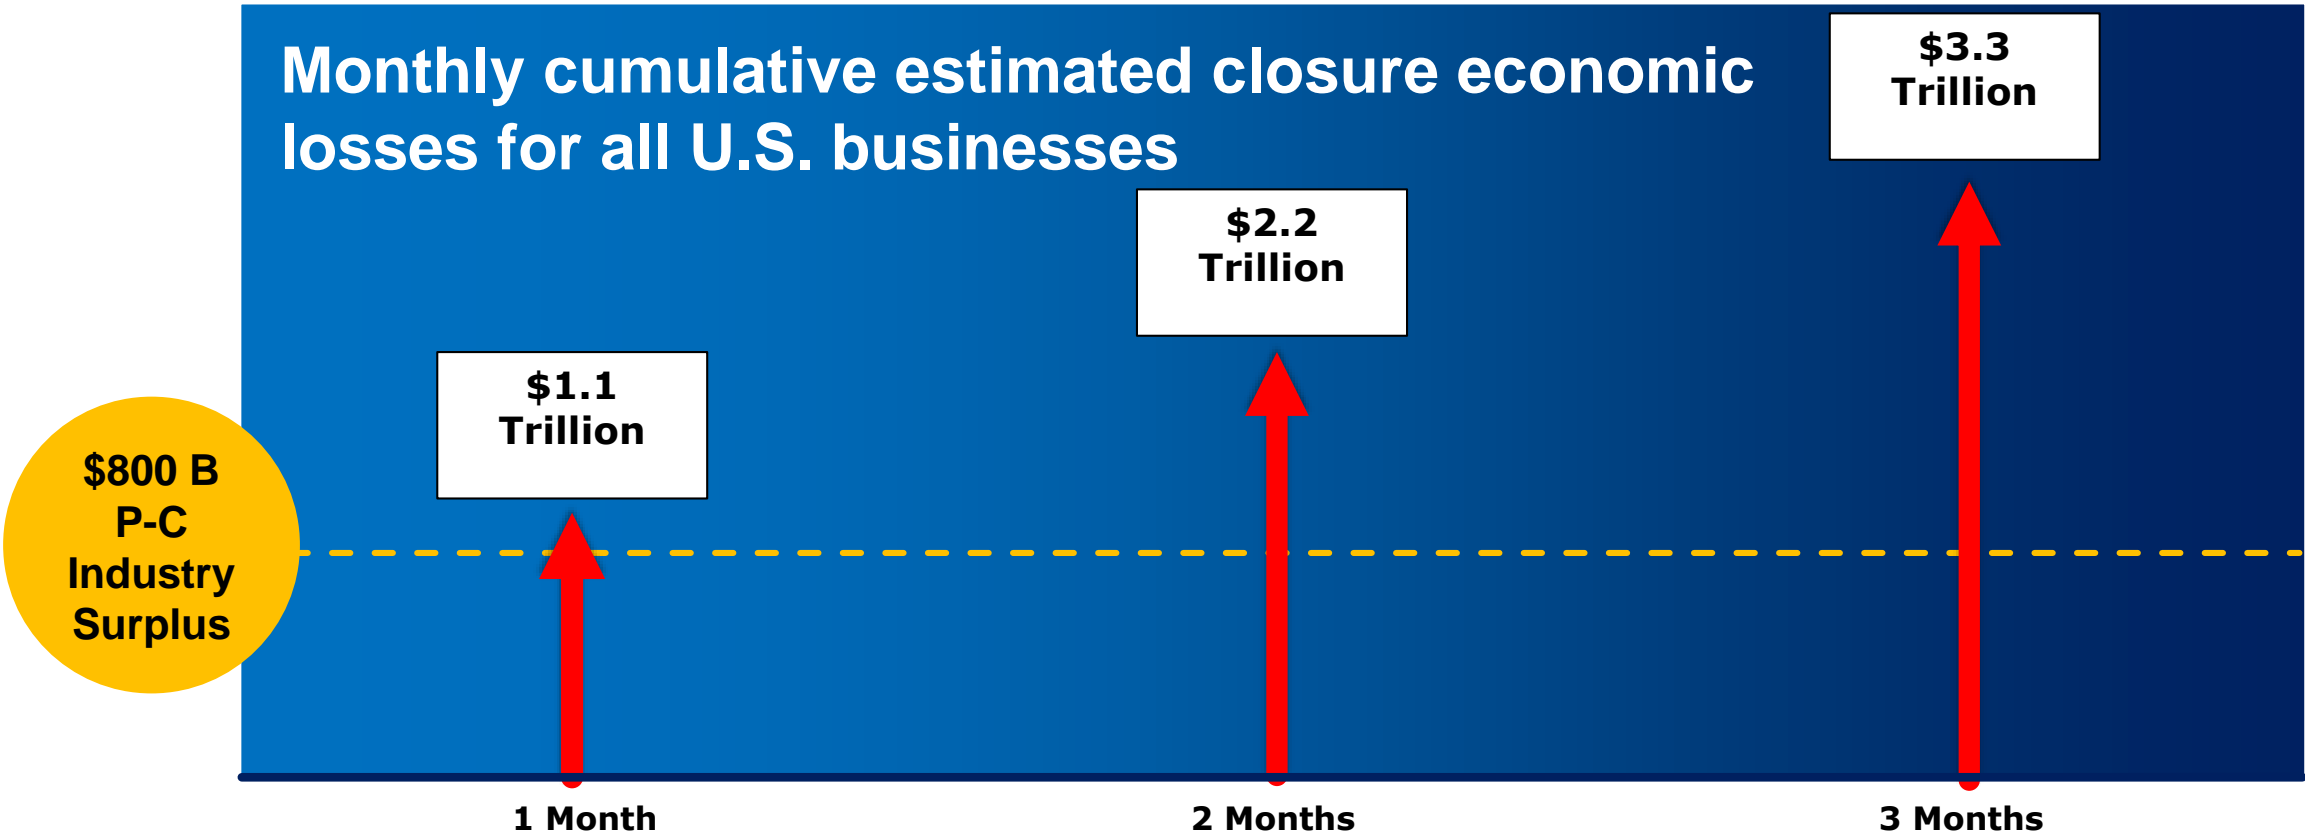 Monthly cumulative estimated closure economic
losses for all U.S. businesses
$3.3
Trillion
$2.2
Trillion
$1.1
Trillion
$800 B
P-C
Industry
Surplus
1 Month
2 Months
3 Months